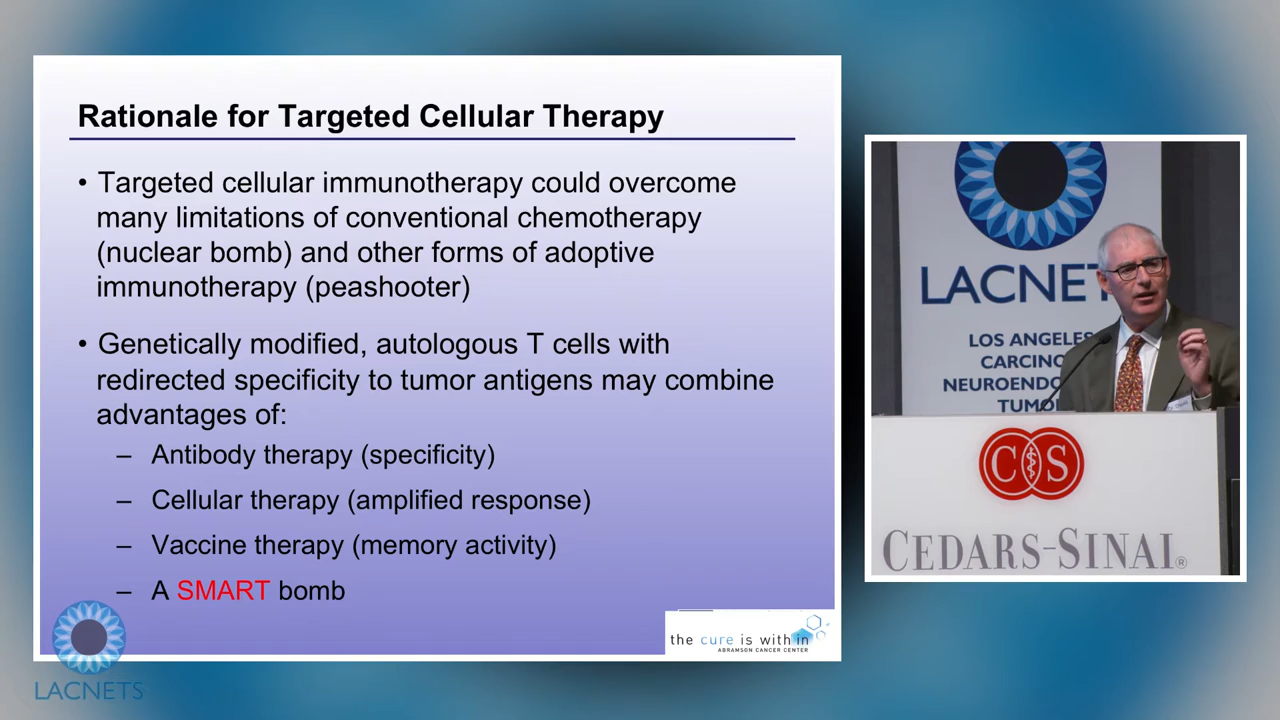 Rationale for Targeted Cellular Therapy
• Targeted cellular immunotherapy could overcome
many limitations of conventional chemotherapy
(nuclear bomb) and other forms of adoptive
immunotherapy (peashooter)
• Genetically modified, autologous T cells with
redirected specificity to tumor antigens may combine
advantages of:
– Antibody therapy (specificity)
– Cellular therapy (amplified response)
– Vaccine therapy (memory activity)
– A SMART bomb
the cure is within
ABRAMSON CANCER CENTER
LACNETS
LACNET
LOS ANGELES
CARCINO
NEUROENDO
TUMO
CS
CEDARS-SINAI®